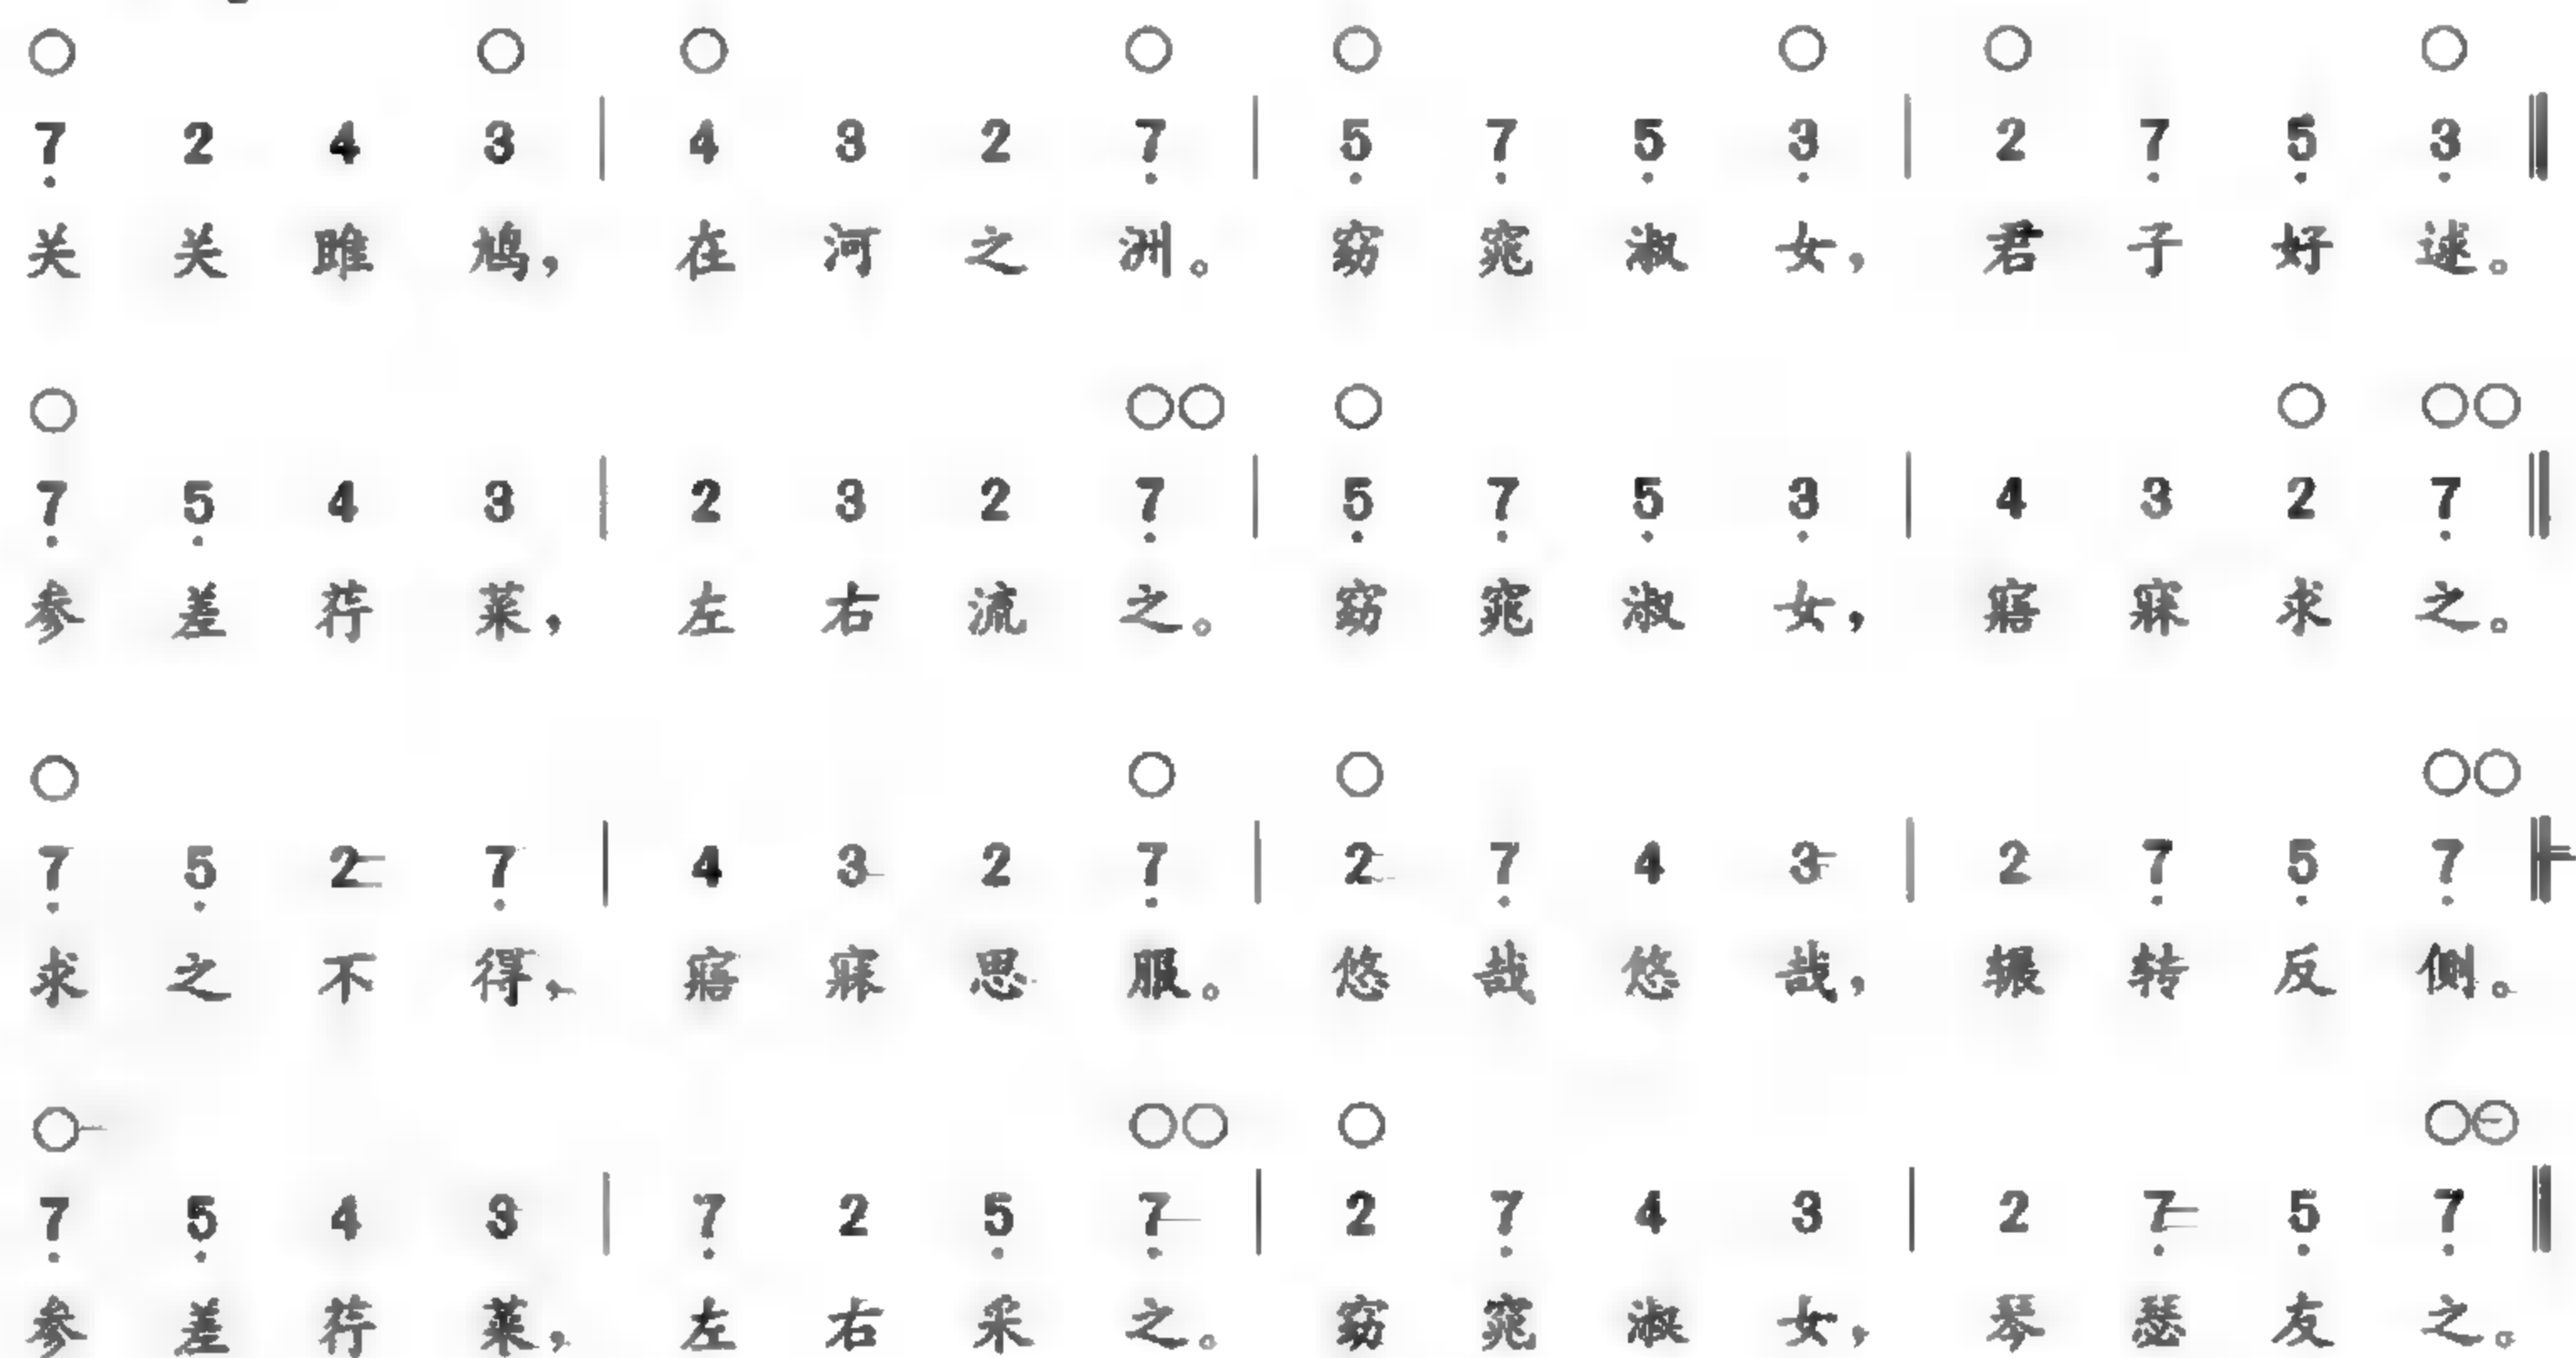 7 2 4 3 | 4 3 2 7 | 5 7 5 3 | 2 7 5 3
关关雎鸠，在河之洲。窈窕淑女，君子好逑。
7 5 4 3 | 2 3 2 7 | 5 7 5 3 | 4 3 2 7
参差荇菜，左右流之。窈窕淑女，寤寐求之。
7 5 2 7 | 4 3 2 7 | 2 7 4 3 | 2 7 5 7
求之不得，寤寐思服。悠哉悠哉，辗转反侧。
7 5 4 3 | 7 2 5 7 | 2 7 4 3 | 2 7 5 7
参差荇菜，左右采之。窈窕淑女，琴瑟友之。